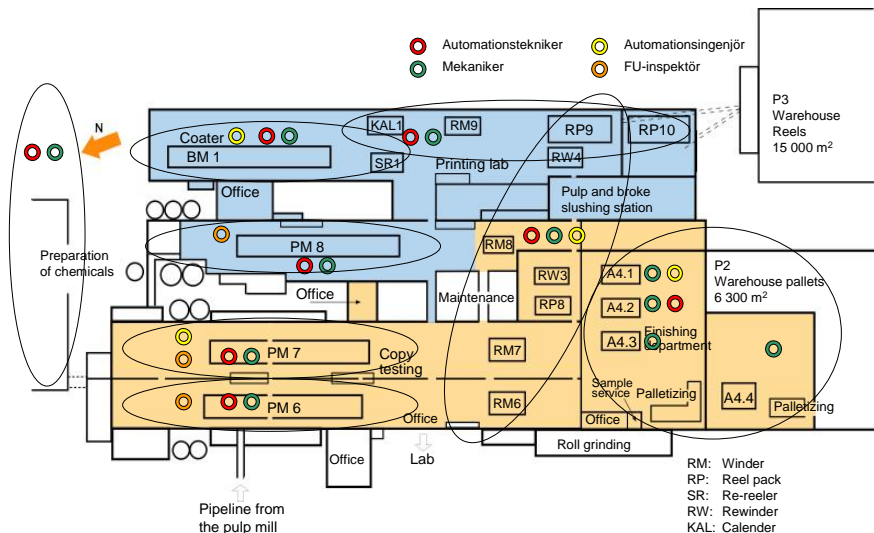 Automationstekniker
Automationsingenjör
Mekaniker
FU-inspektör
P3
Warehouse
Reels
15 000 m²
N
Coater
BM 1
KAL1
RM9
RP9
RP10
SR1
Printing lab
RW4
Office
Pulp and broke
slushing station
PM 8
RM8
Preparation
of chemicals
Office
Maintenance
RW3
RP8
A4.1
A4.2
A4.3
P2
Warehouse pallets
6 300 m²
Finishing
department
PM 7
Copy
testing
RM7
PM 6
RM6
Office
Sample
service
Office
Palletizing
A4.4
Palletizing
Office
Lab
Roll grinding
Pipeline from
the pulp mill
RM: Winder
RP: Reel pack
SR: Re-reeler
RW: Rewinder
KAL: Calender